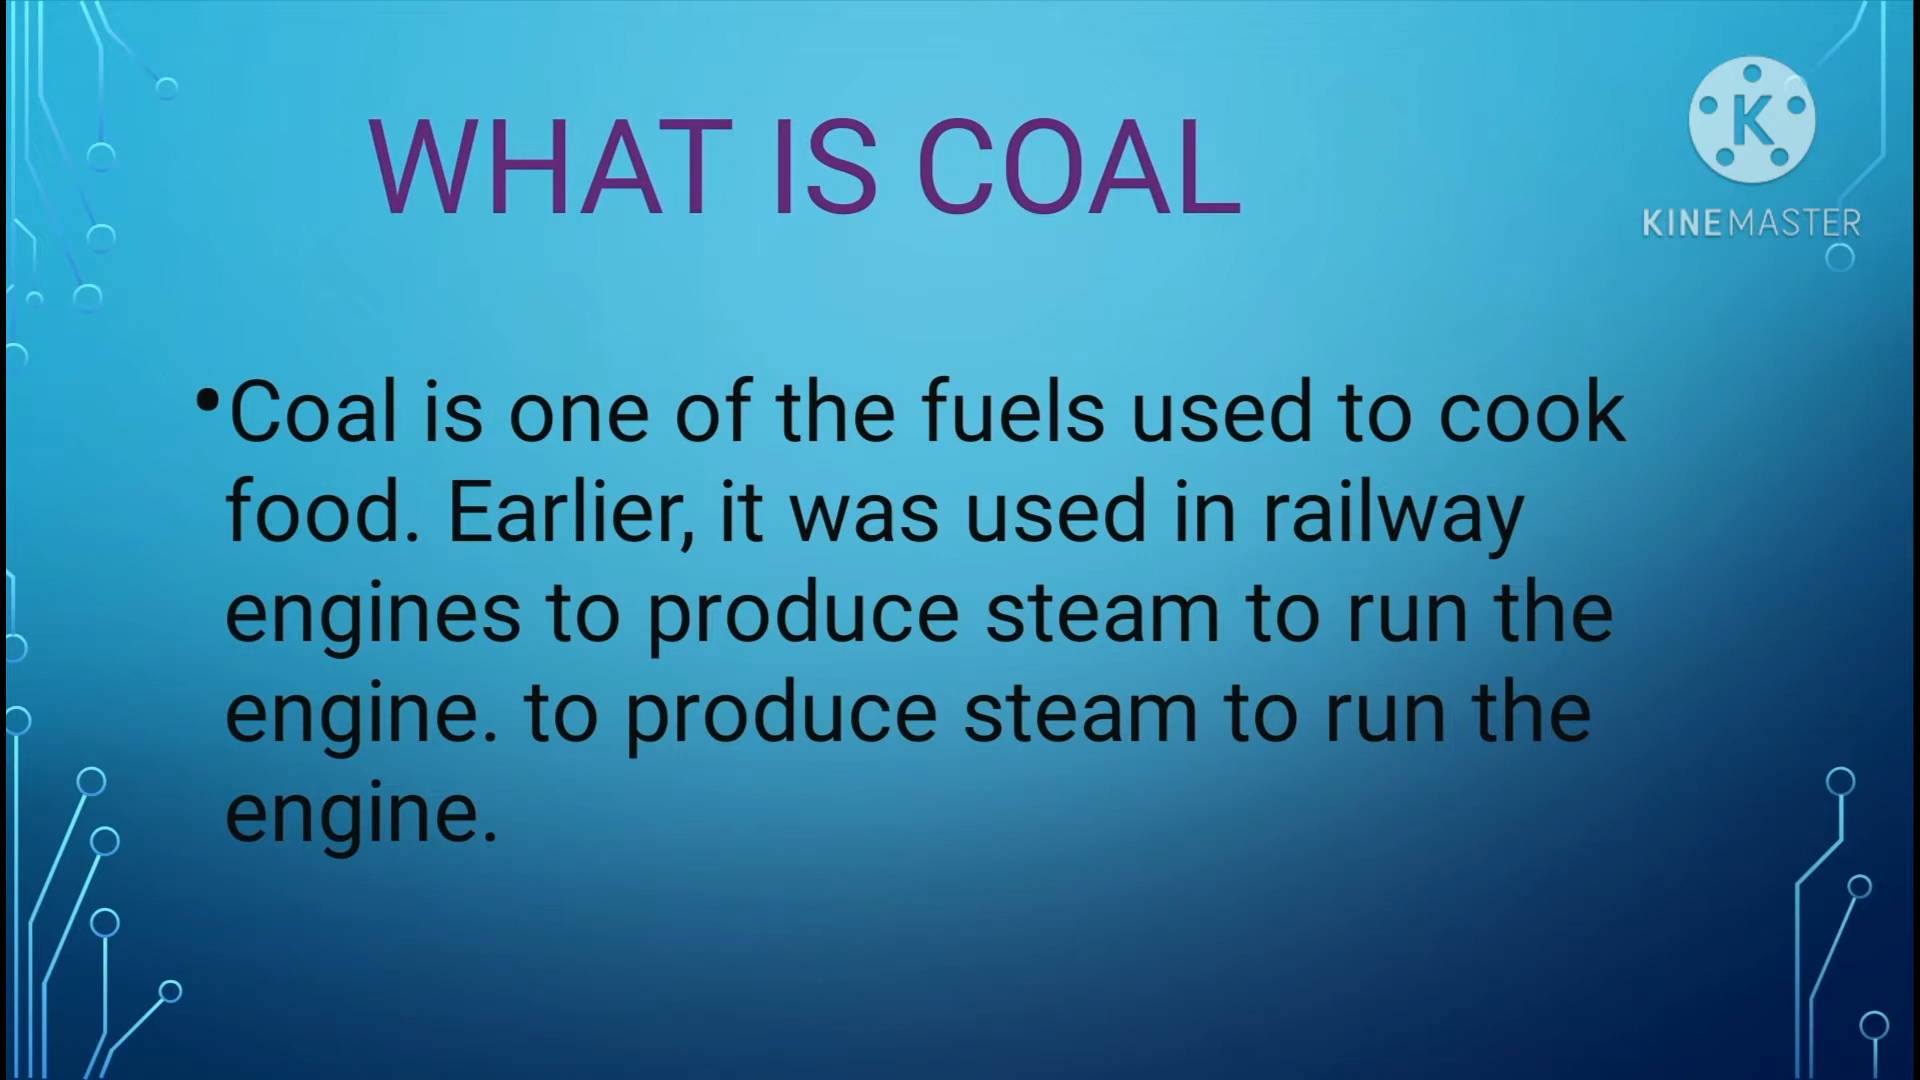 WHAT IS COAL
K
KINEMASTER
•Coal is one of the fuels used to cook
food. Earlier, it was used in railway
engines to produce steam to run the
engine. to produce steam to run the
engine.